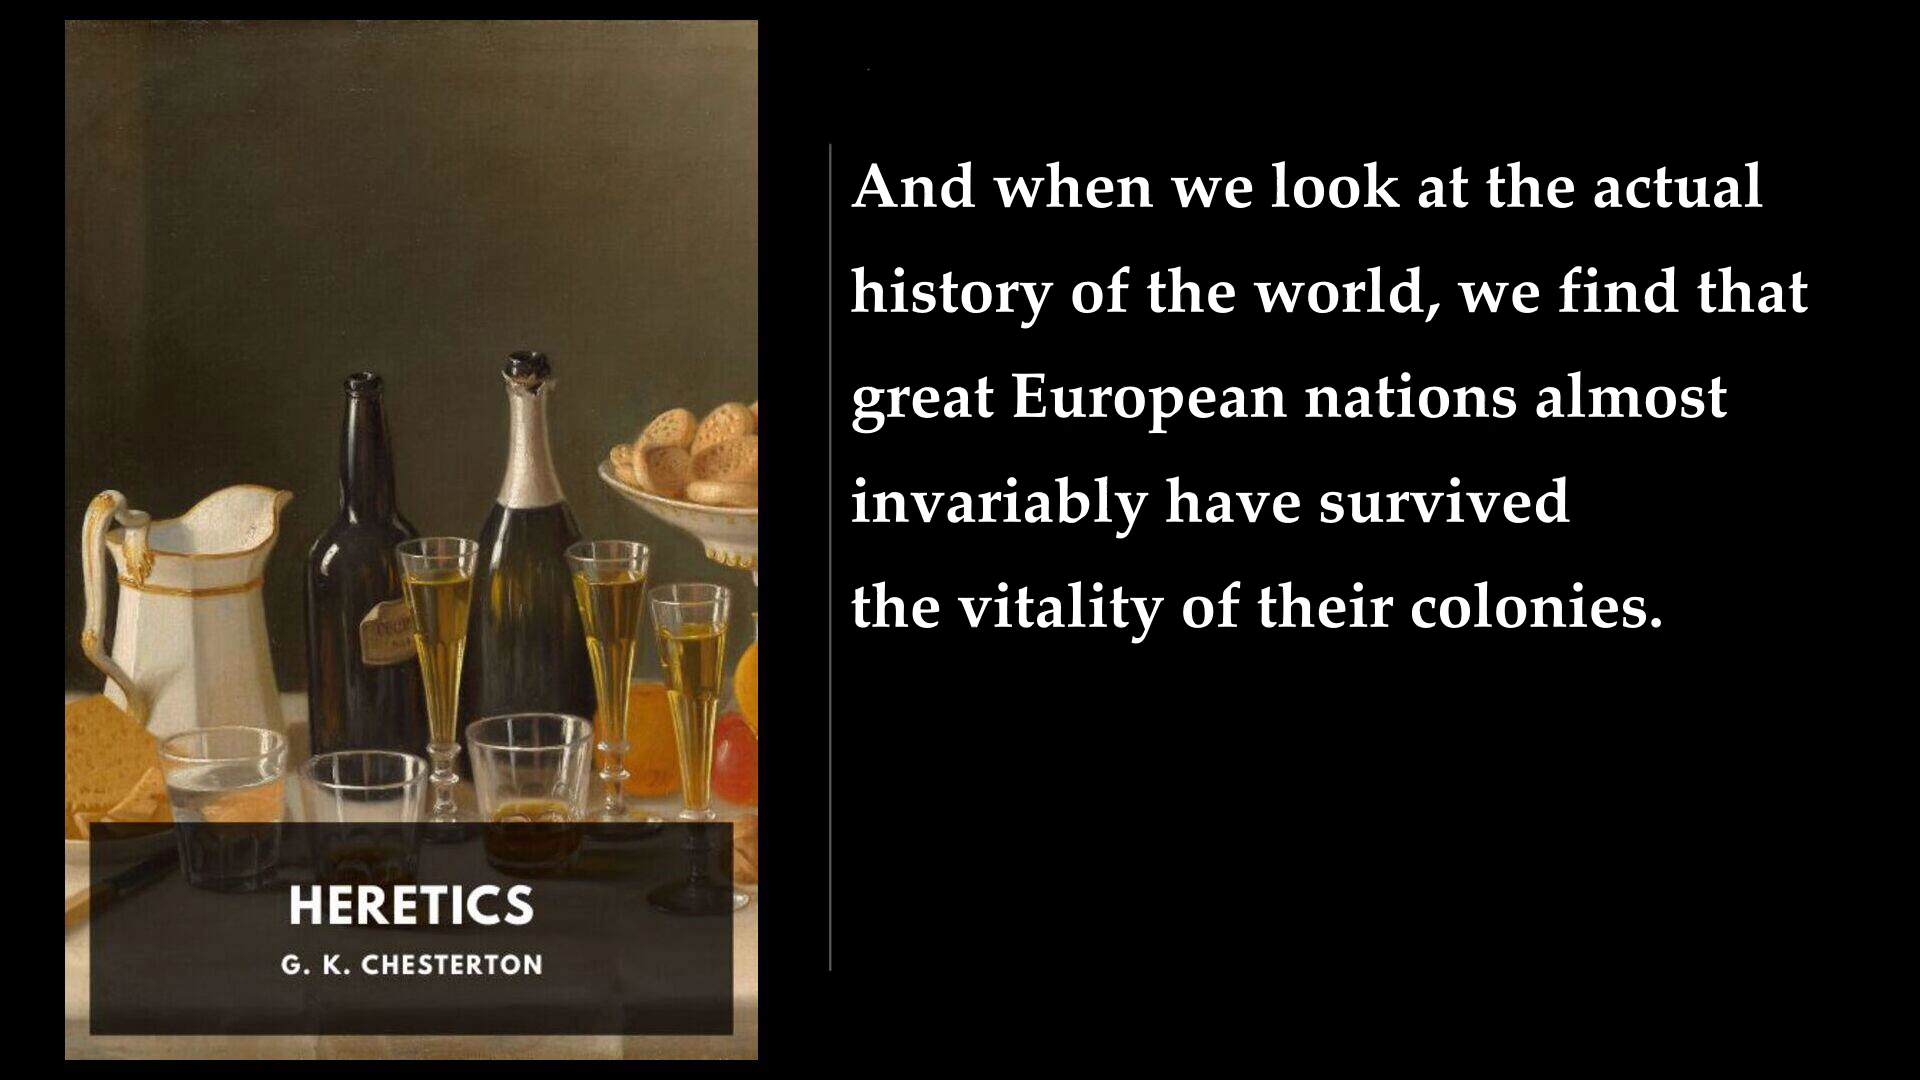 And when we look at the actual
history of the world, we find that
great European nations almost
invariably have survived
the vitality of their colonies.
HERETICS
G. K. CHESTERTON